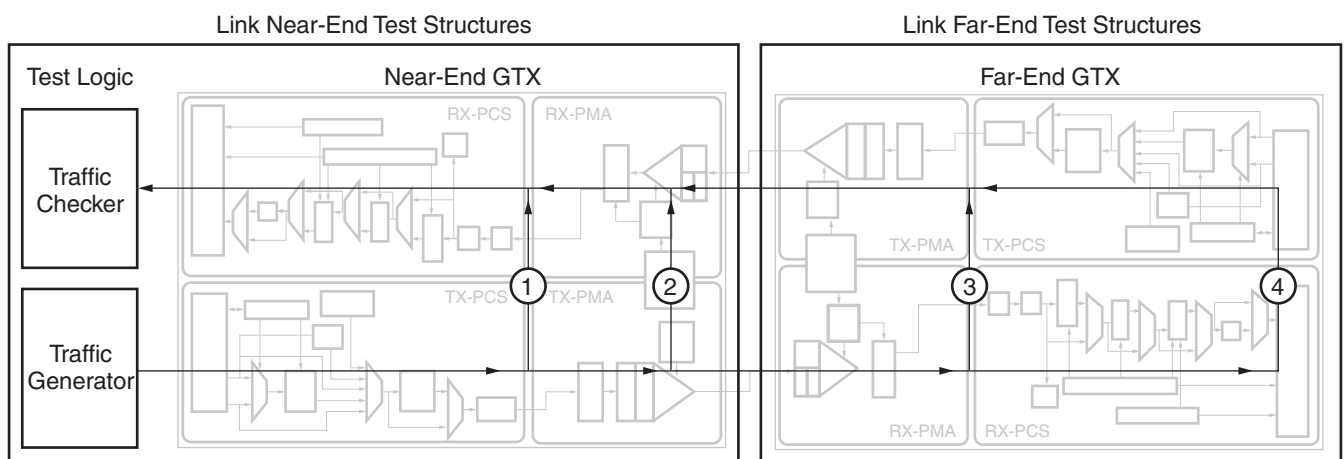 Link Near-End Test Structures
Link Far-End Test Structures
Test Logic
Near-End GTX
Far-End GTX
RX-PCS
RX-PMA
Traffic
Checker
TX-PMA
TX-PCS
TX-PCS
TX-PMA
1
2
3
4
Traffic
Generator
RX-PMA
RX-PCS